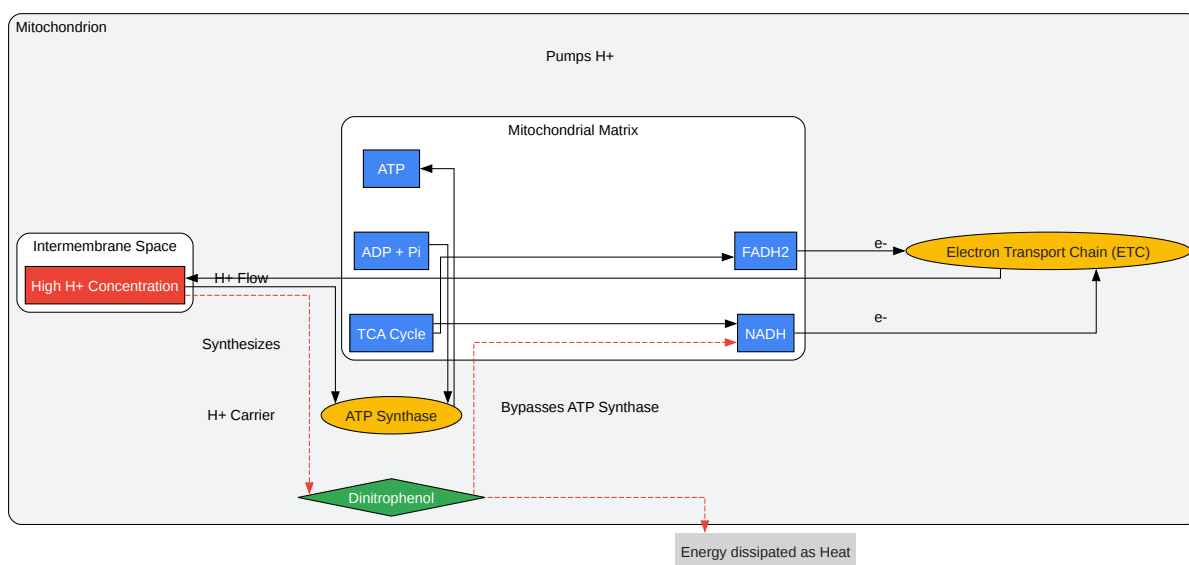 Mitochondrion
Pumps H+
Mitochondrial Matrix
ATP
Intermembrane Space
ADP + Pi
FADH2
e-
Electron Transport Chain (ETC)
High H+ Concentration
H+ Flow
TCA Cycle
NADH
e-
Synthesizes
H+ Carrier
ATP Synthase
Bypasses ATP Synthase
Dinitrophenol
Energy dissipated as Heat